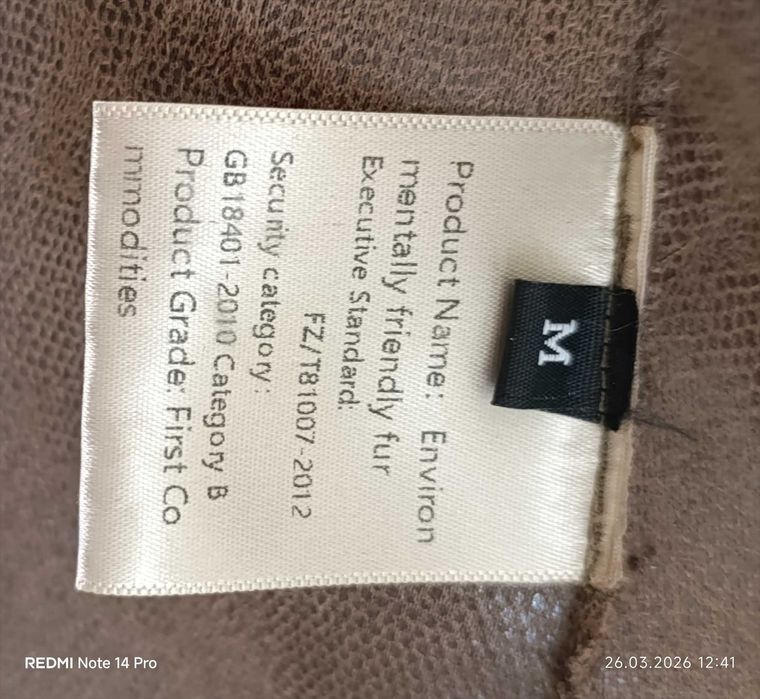 M
Product Name: Environ
mentally friendly fur
Executive Standard:
FZ/T81007-2012
Security category:
GB18401-2010 Category B
Product Grade: First Co
mmodities
REDMI Note 14 Pro
26.03.2026 12:41